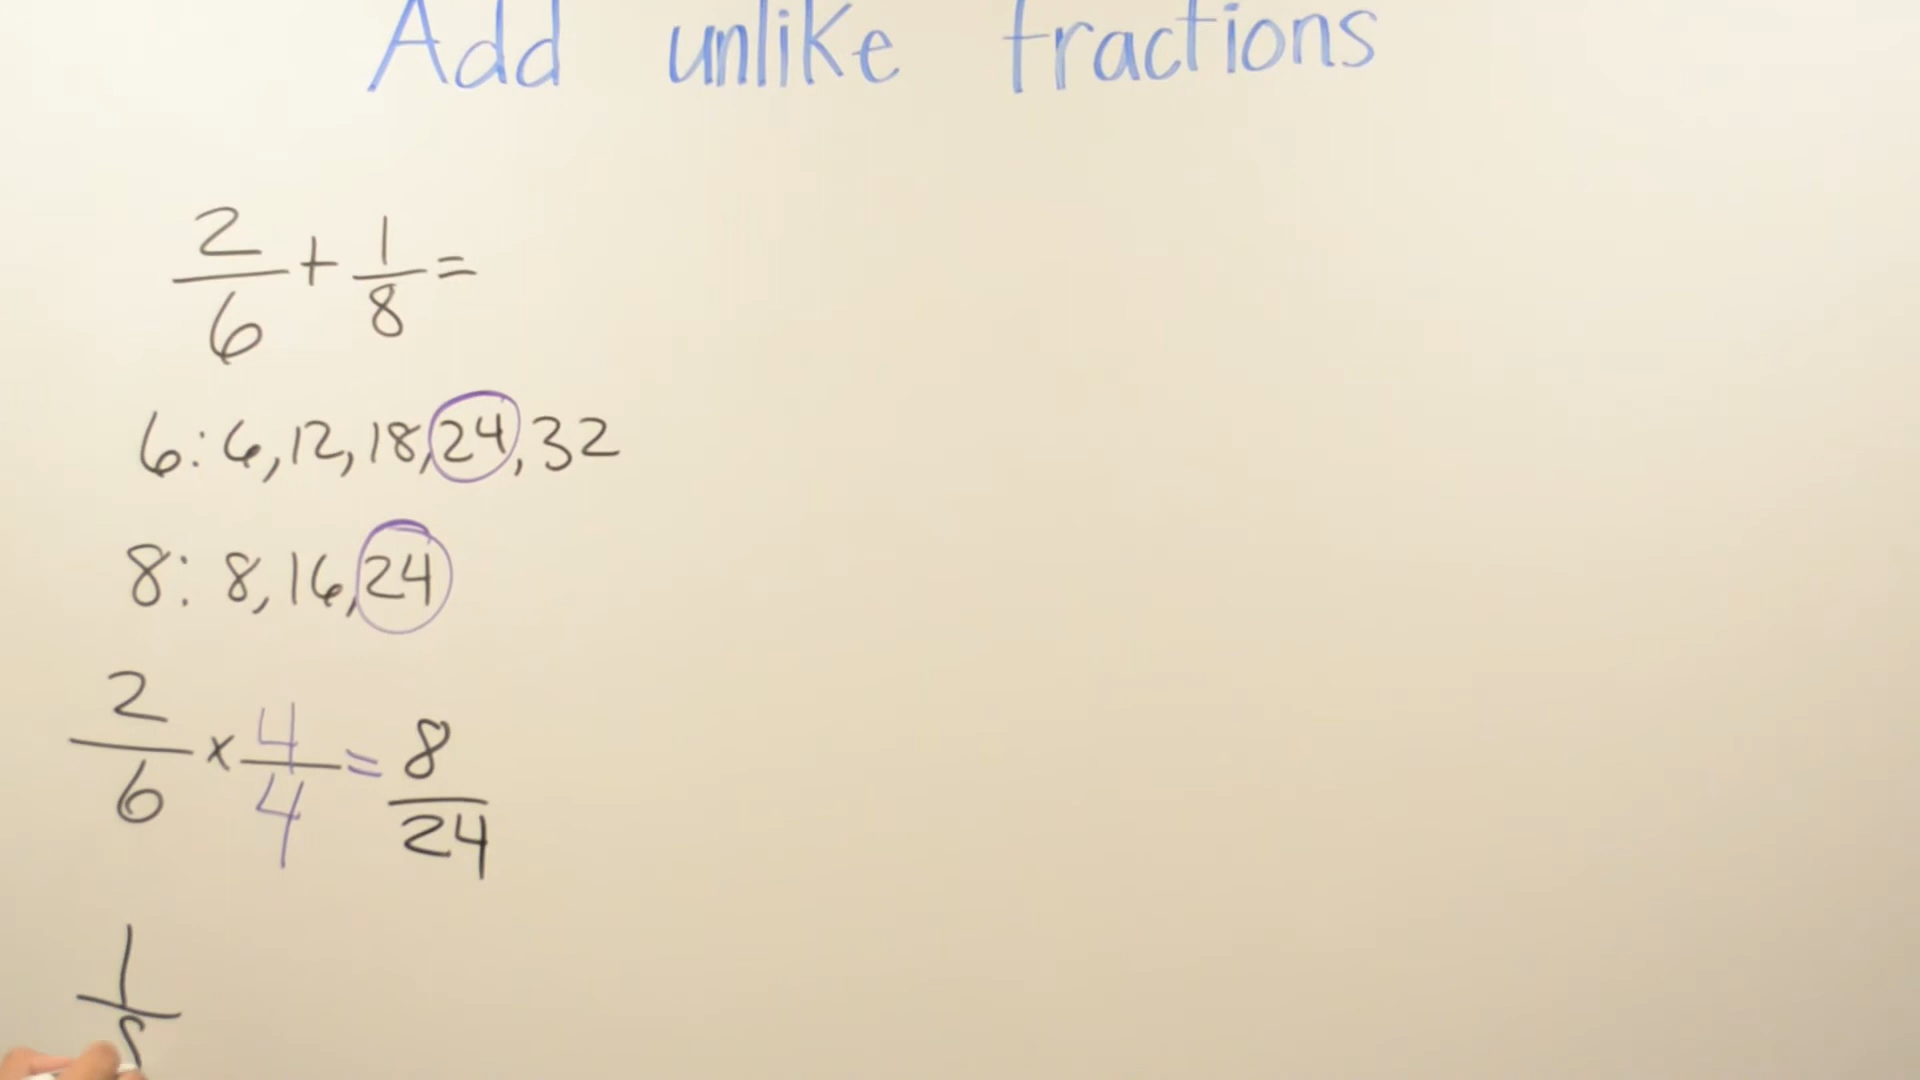 Add unlike fractions
2/6 + 1/8 =
6: 6, 12, 18, 24, 32
8: 8, 16, 24
2/6 x 4/4 = 8/24
1